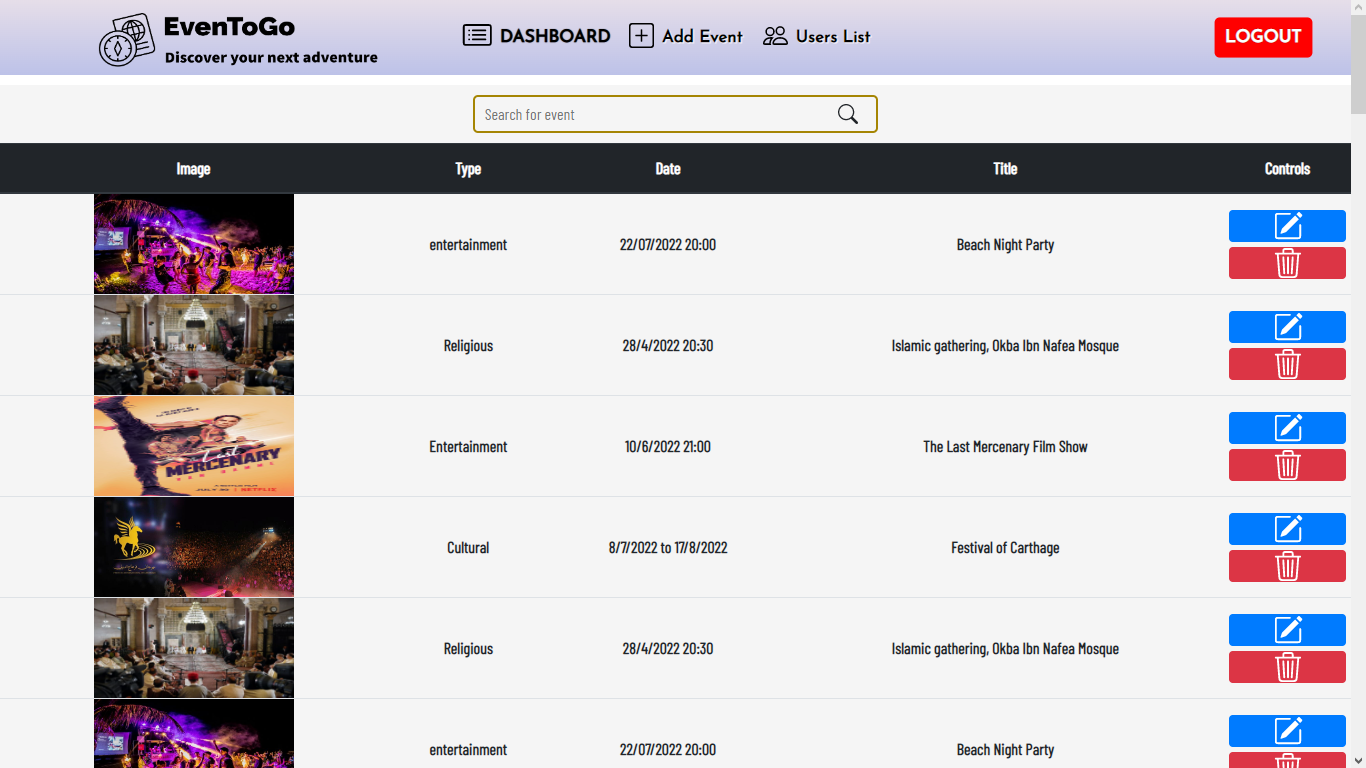 EvenToGo
Discover your next adventure
DASHBOARD
Add Event
Users List
LOGOUT
Search for event
Image Type Date Title Controls
entertainment 22/07/2022 20:00 Beach Night Party
Religious 28/4/2022 20:30 Islamic gathering, Okba Ibn Nafea Mosque
MERCENARY
Entertainment 10/6/2022 21:00 The Last Mercenary Film Show
Cultural 8/7/2022 to 17/8/2022 Festival of Carthage
Religious 28/4/2022 20:30 Islamic gathering, Okba Ibn Nafea Mosque
entertainment 22/07/2022 20:00 Beach Night Party